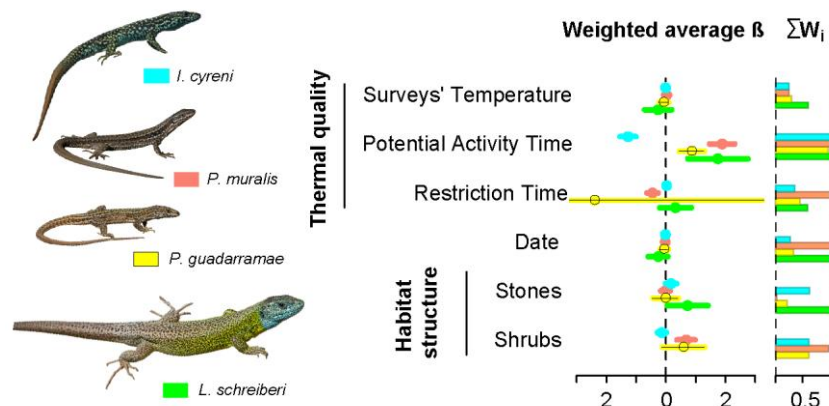 Weighted average ß ΣWi
I. cyreni
P. muralis
P. guadarramae
L. schreiberi
Thermal quality
Surveys' Temperature
Potential Activity Time
Restriction Time
Date
Habitat structure
Stones
Shrubs
2 0 2 0.5